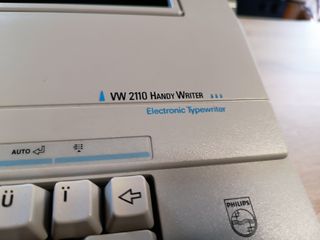 VW 2110 HANDY WRITER
Electronic Typewriter
AUTO
Ü Ï
PHILIPS